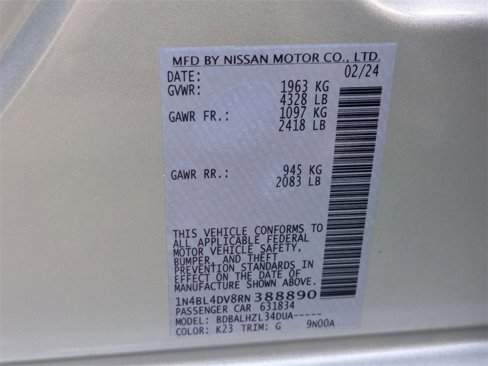 MFD BY NISSAN MOTOR CO., LTD.
DATE: 02/24
GVWR: 1963 KG
4328 LB
GAWR FR.: 1097 KG
2418 LB
GAWR RR.: 945 KG
2083 LB
THIS VEHICLE CONFORMS TO
ALL APPLICABLE FEDERAL
MOTOR VEHICLE SAFETY,
BUMPER, AND THEFT
PREVENTION STANDARDS IN
EFFECT ON THE DATE OF
MANUFACTURE SHOWN ABOVE.
1N4BL4DV8RN388890
PASSENGER CAR 631834
MODEL: BDBALHZL34DUA-----
COLOR: K23 TRIM: G 9N00A